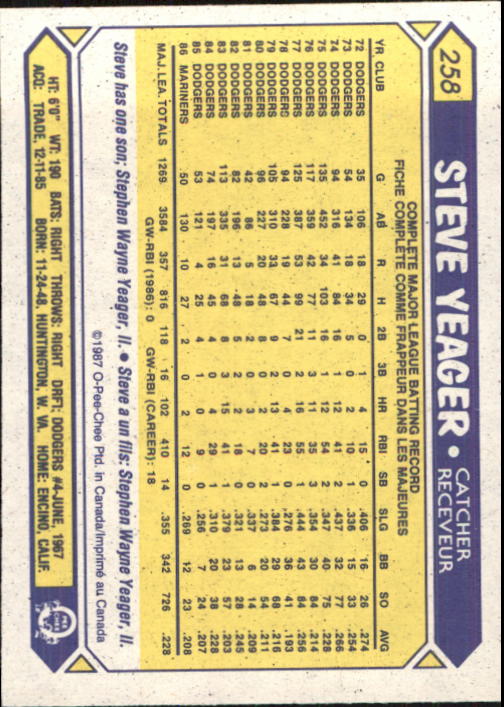 258
STEVE YEAGER • CATCHER
RECEVEUR
COMPLETE MAJOR LEAGUE BATTING RECORD
FICHE COMPLETE COMME FRAPPEUR DANS LES MAJEURES
YR CLUB G AB R H 2B 3B HR RBI SB SLG BB SO AVG
72 DODGERS 35 106 18 29 0 1 4 15 0 .406 16 26 .274
73 DODGERS 54 134 18 34 5 0 2 10 1 .336 15 33 .254
74 DODGERS 94 316 41 84 16 1 12 41 2 .437 32 77 .266
75 DODGERS 135 452 34 103 16 1 12 54 2 .347 40 75 .228
76 DODGERS 117 359 42 77 11 3 11 35 3 .354 30 84 .214
77 DODGERS 125 387 53 99 21 2 16 55 1 .444 43 84 .256
78 DODGERS 94 228 19 44 7 0 4 23 0 .276 36 41 .193
79 DODGERS 105 310 33 67 9 2 13 41 1 .384 29 68 .216
80 DODGERS 96 227 20 48 8 0 2 20 2 .273 20 54 .211
81 DODGERS 42 86 5 18 2 0 3 7 0 .337 6 14 .209
82 DODGERS 82 196 13 48 5 2 2 18 0 .321 13 28 .245
83 DODGERS 113 335 31 68 8 3 15 41 1 .379 23 57 .203
84 DODGERS 74 197 16 45 4 0 4 29 1 .310 20 38 .228
85 DODGERS 53 121 4 25 4 1 0 9 0 .256 7 24 .207
86 MARINERS 50 130 10 27 2 0 2 12 0 .269 12 23 .208
MAJ. LEA. TOTALS 1269 3584 357 816 118 16 102 410 14 .355 342 726 .228
GW-RBI (1986): 0 GW-RBI (CAREER): 18
Steve has one son; Stephen Wayne Yeager, II. • Steve a un fils: Stephen Wayne Yeager, II.
©1987 O-Pee-Chee Ptd. in Canada/Imprimé au Canada
HT: 6'0" WT: 190 BATS: RIGHT THROWS: RIGHT DRFT: DODGERS #4-JUNE, 1967
ACQ: TRADE, 12-11-85 BORN: 11-24-48, HUNTINGTON, W. VA. HOME: ENCINO, CALIF.
O PEE CHEE